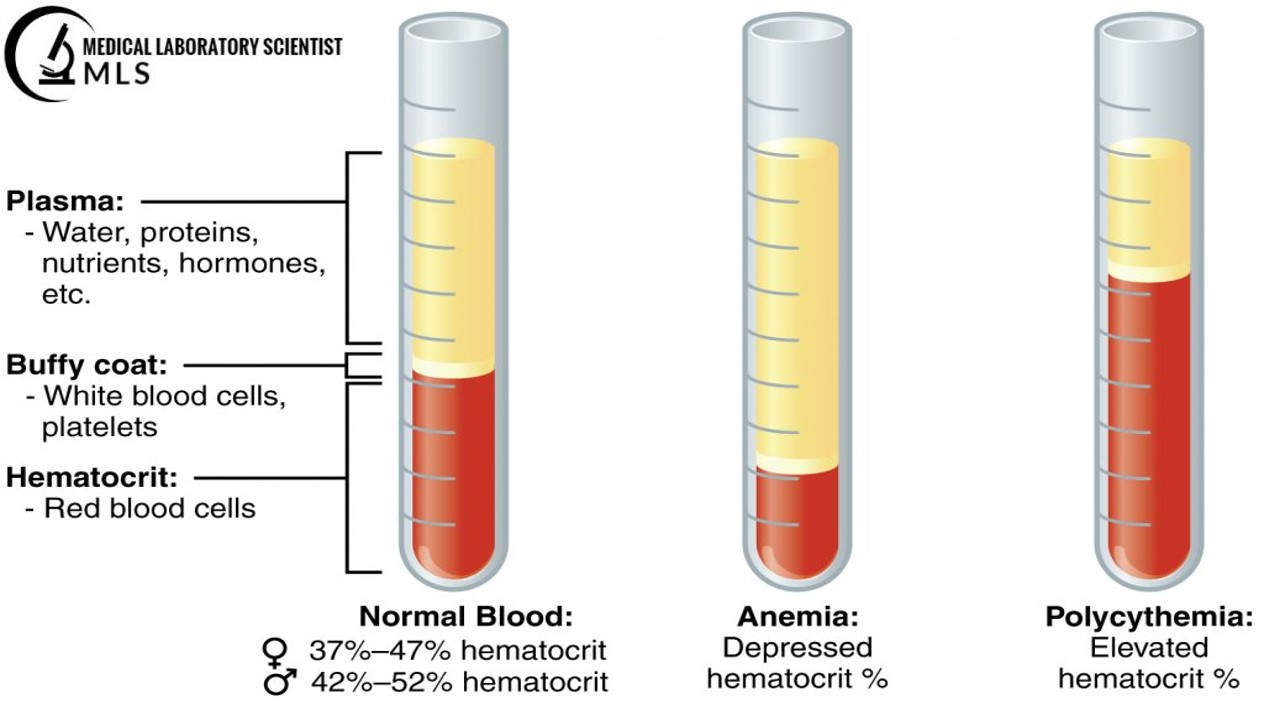 MEDICAL LABORATORY SCIENTIST
MLS
Plasma:
- Water, proteins,
nutrients, hormones,
etc.
Buffy coat:
- White blood cells,
platelets
Hematocrit:
- Red blood cells
Normal Blood:
♀ 37%–47% hematocrit
♂ 42%–52% hematocrit
Anemia:
Depressed
hematocrit %
Polycythemia:
Elevated
hematocrit %